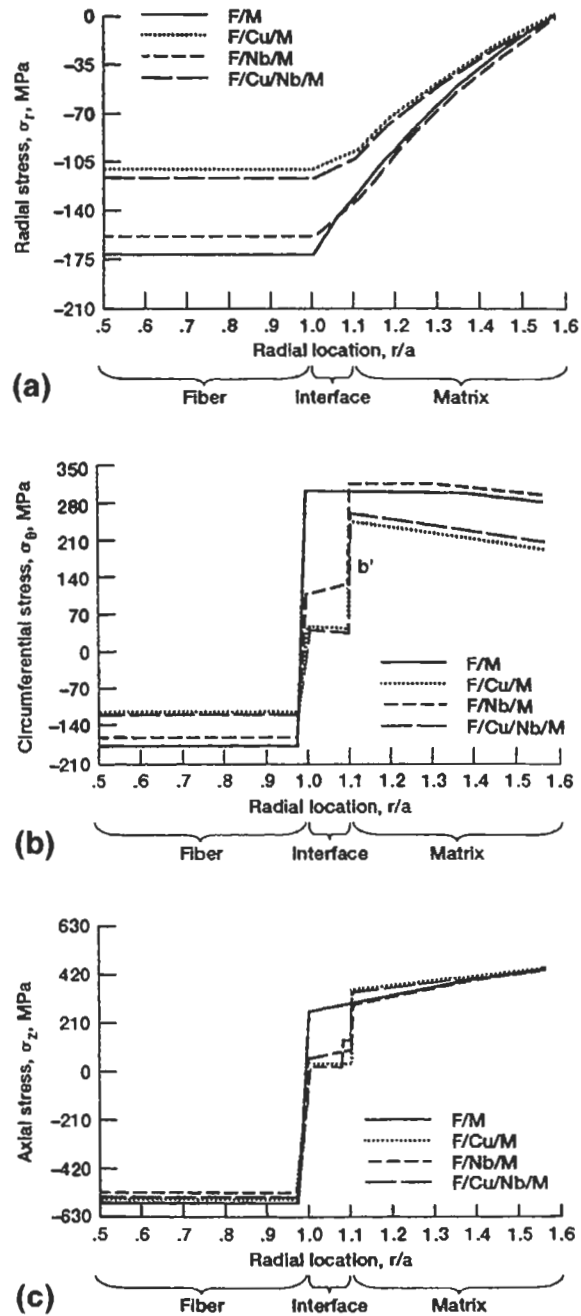 Radial stress, σr, MPa
0
−35
−70
−105
−140
−175
−210
F/M
F/Cu/M
F/Nb/M
F/Cu/Nb/M
.5 .6 .7 .8 .9 1.0 1.1 1.2 1.3 1.4 1.5 1.6
Radial location, r/a
(a)
Fiber Interface Matrix
Circumferential stress, σθ, MPa
350
280
210
140
70
0
−70
−140
−210
b'
F/M
F/Cu/M
F/Nb/M
F/Cu/Nb/M
.5 .6 .7 .8 .9 1.0 1.1 1.2 1.3 1.4 1.5 1.6
Radial location, r/a
(b)
Fiber Interface Matrix
Axial stress, σz, MPa
630
420
210
0
−210
−420
−630
F/M
F/Cu/M
F/Nb/M
F/Cu/Nb/M
.5 .6 .7 .8 .9 1.0 1.1 1.2 1.3 1.4 1.5 1.6
Radial location, r/a
(c)
Fiber Interface Matrix